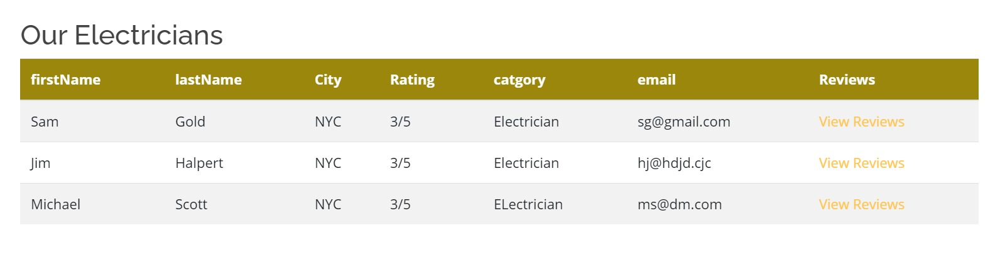 Our Electricians
firstName lastName City Rating catgory email Reviews
Sam Gold NYC 3/5 Electrician sg@gmail.com View Reviews
Jim Halpert NYC 3/5 Electrician hj@hdjd.cjc View Reviews
Michael Scott NYC 3/5 ELectrician ms@dm.com View Reviews